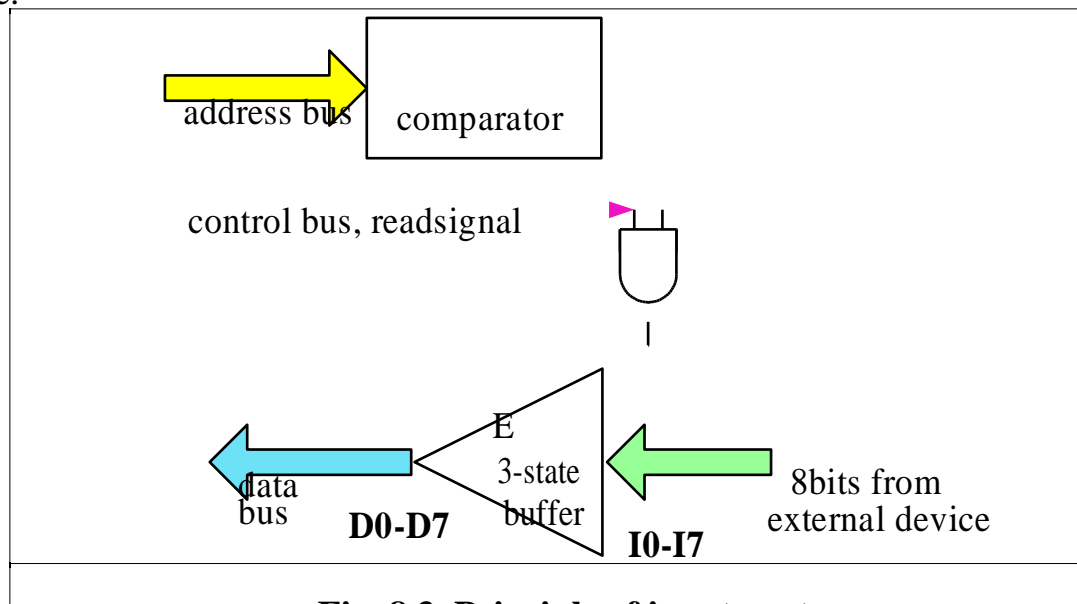 address bus
comparator
control bus, readsignal
E
3-state
buffer
data
bus
D0-D7
I0-I7
8bits from
external device